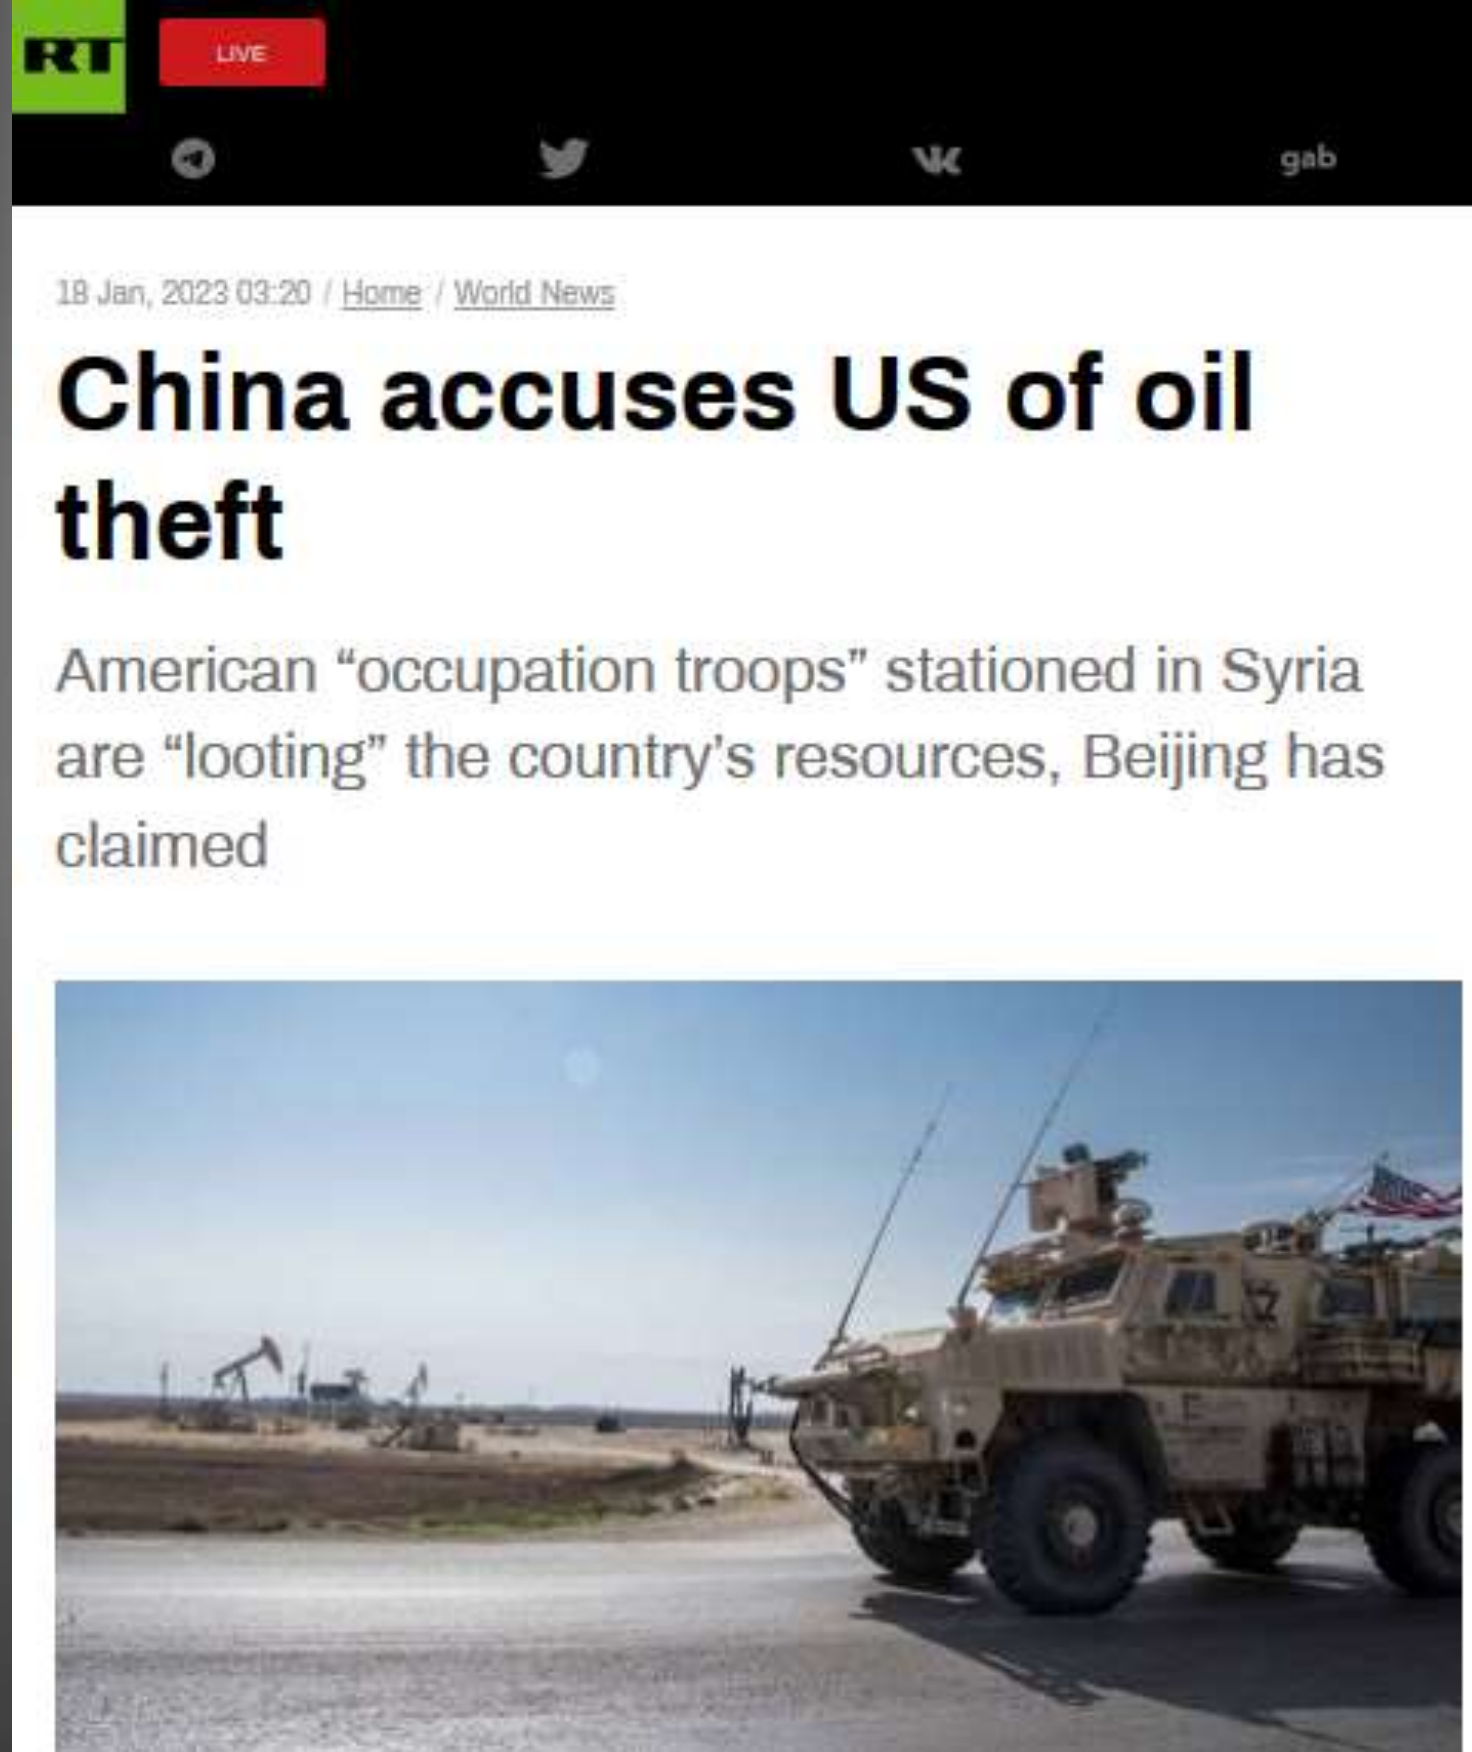 RT
LIVE
gab
18 Jan, 2023 03:20 / Home / World News
China accuses US of oil
theft
American “occupation troops” stationed in Syria
are “looting” the country’s resources, Beijing has
claimed